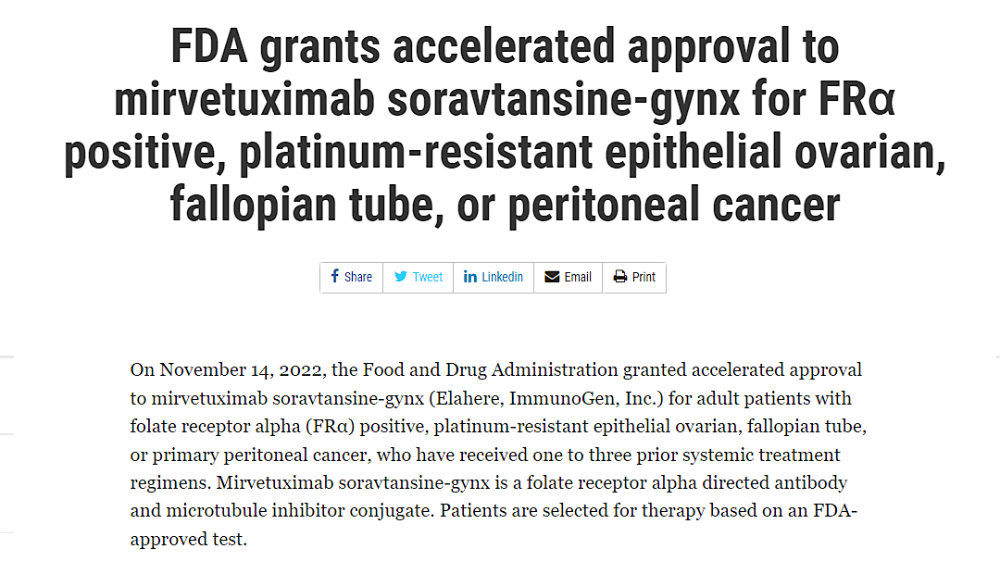 FDA grants accelerated approval to
mirvetuximab soravtansine-gynx for FRα
positive, platinum-resistant epithelial ovarian,
fallopian tube, or peritoneal cancer
Share Tweet Linkedin Email Print
On November 14, 2022, the Food and Drug Administration granted accelerated approval
to mirvetuximab soravtansine-gynx (Elahere, ImmunoGen, Inc.) for adult patients with
folate receptor alpha (FRα) positive, platinum-resistant epithelial ovarian, fallopian tube,
or primary peritoneal cancer, who have received one to three prior systemic treatment
regimens. Mirvetuximab soravtansine-gynx is a folate receptor alpha directed antibody
and microtubule inhibitor conjugate. Patients are selected for therapy based on an FDA-
approved test.